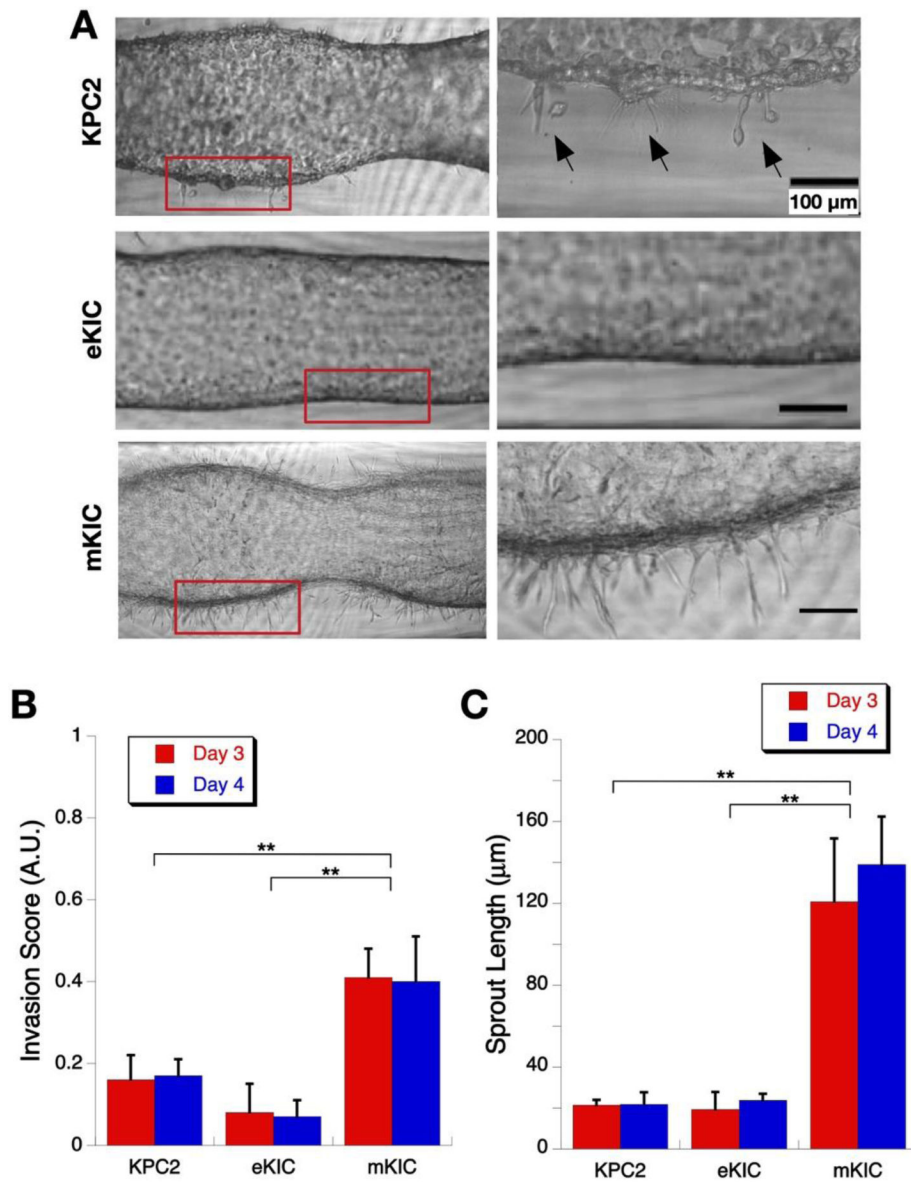 A
KPC2
100 μm
eKIC
mKIC
B
Day 3
Day 4
Invasion Score (A.U.)
1
0.8
0.6
0.4
0.2
0
**
**
KPC2 eKIC mKIC
C
Day 3
Day 4
Sprout Length (μm)
200
160
120
80
40
0
**
**
KPC2 eKIC mKIC